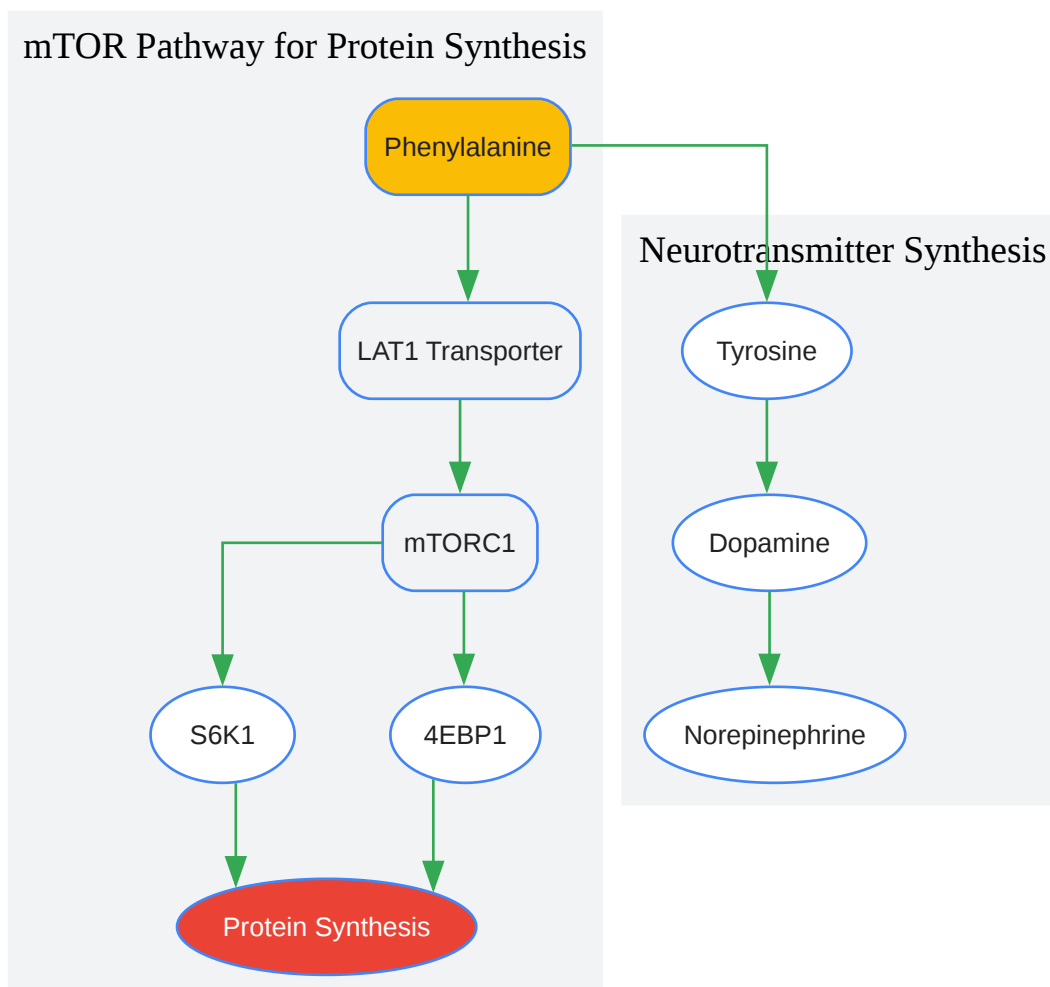 mTOR Pathway for Protein Synthesis
Phenylalanine
Neurotransmitter Synthesis
LAT1 Transporter
Tyrosine
mTORC1
Dopamine
S6K1
4EBP1
Norepinephrine
Protein Synthesis